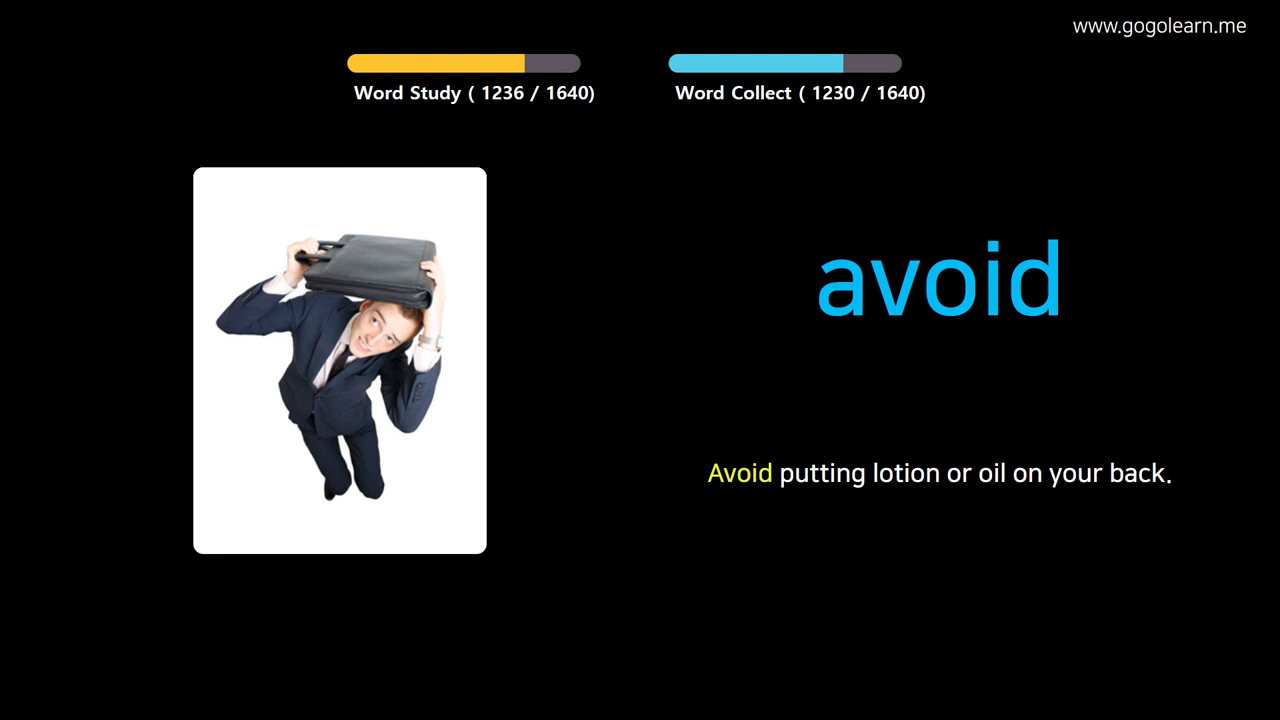 www.gogolearn.me
Word Study ( 1236 / 1640)
Word Collect ( 1230 / 1640)
avoid
Avoid putting lotion or oil on your back.